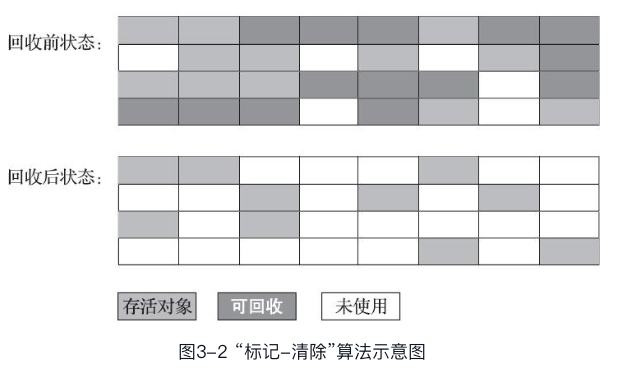 回收前状态:
回收后状态:
存活对象
可回收
未使用
图3-2 “标记-清除”算法示意图